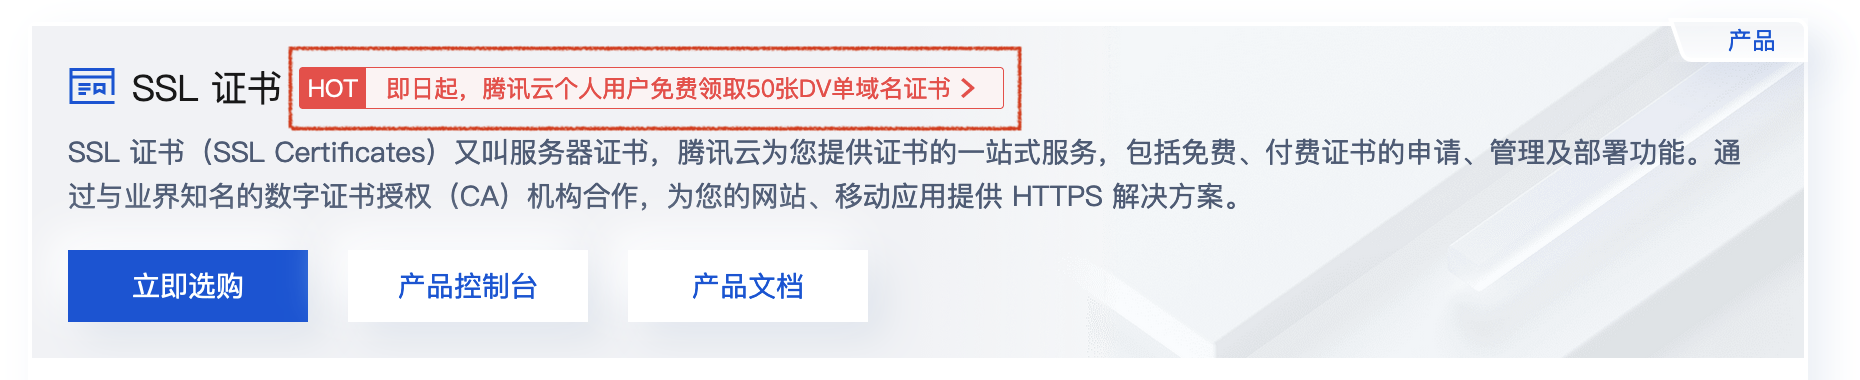 产品
SSL 证书 HOT 即日起，腾讯云个人用户免费领取50张DV单域名证书 >
SSL 证书（SSL Certificates）又叫服务器证书，腾讯云为您提供证书的一站式服务，包括免费、付费证书的申请、管理及部署功能。通
过与业界知名的数字证书授权（CA）机构合作，为您的网站、移动应用提供 HTTPS 解决方案。
立即选购 产品控制台 产品文档